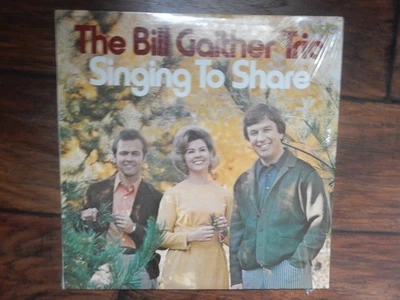 The Bill Gaither Trio
Singing To Share